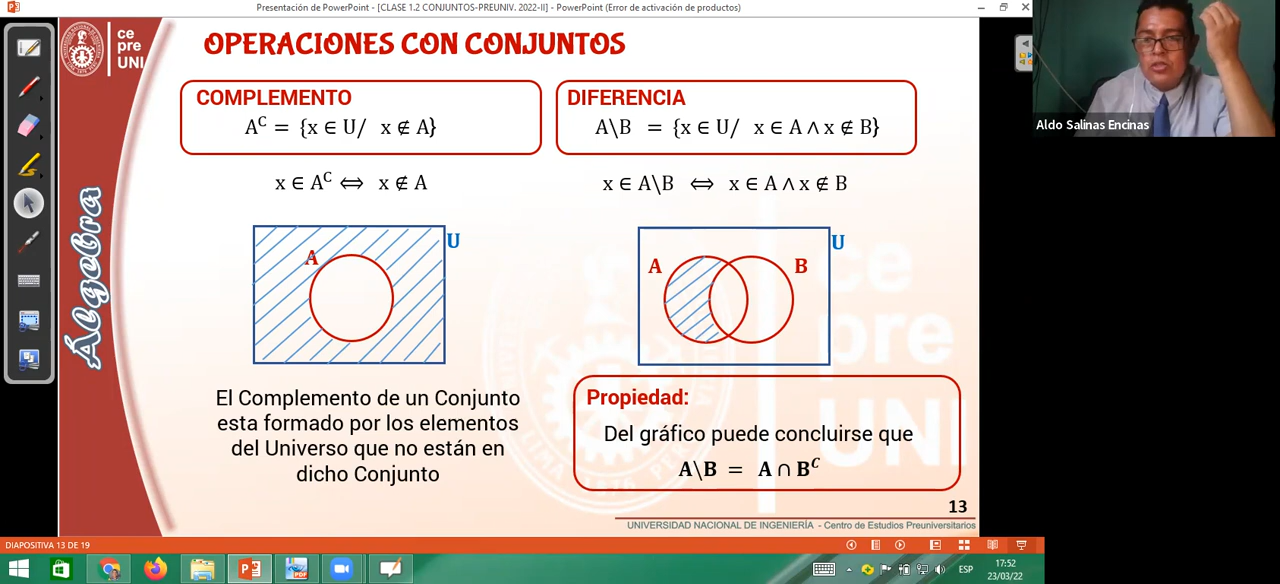 Presentación de PowerPoint - [CLASE 1.2 CONJUNTOS-PREUNIV. 2022-II] - PowerPoint (Error de activación de productos)
ce
pre
UNI
OPERACIONES CON CONJUNTOS
COMPLEMENTO
Aᶜ = {x ∈ U/ x ∉ A}
DIFERENCIA
A\B = {x ∈ U/ x ∈ A ∧ x ∉ B}
Aldo Salinas Encinas
x ∈ Aᶜ ⟺ x ∉ A
x ∈ A\B ⟺ x ∈ A ∧ x ∉ B
Álgebra
A
U
A
B
U
ce
pre
UNI
El Complemento de un Conjunto
esta formado por los elementos
del Universo que no están en
dicho Conjunto
Propiedad:
Del gráfico puede concluirse que
A\B = A ∩ Bᶜ
13
UNIVERSIDAD NACIONAL DE INGENIERÍA - Centro de Estudios Preuniversitarios
DIAPOSITIVA 13 DE 19
ESP
17:52
23/03/22